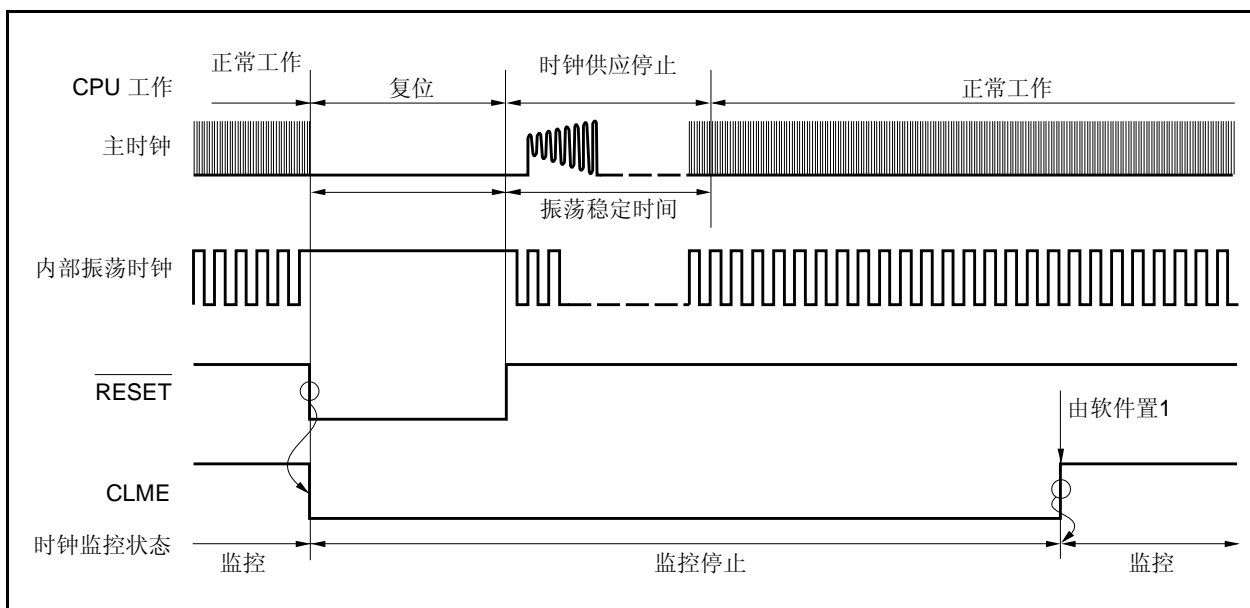 正常工作
时钟供应停止
CPU 工作
复位
正常工作
主时钟
振荡稳定时间
内部振荡时钟
RESET
由软件置1
CLME
时钟监控状态
监控
监控停止
监控